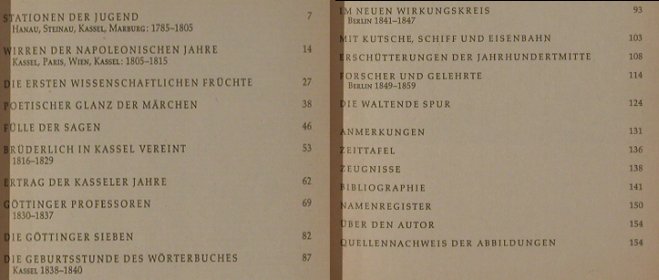 STATIONEN DER JUGEND 7
HANAU, STEINAU, KASSEL, MARBURG: 1785–1805
WIRREN DER NAPOLEONISCHEN JAHRE 14
KASSEL, PARIS, WIEN, KASSEL: 1805–1815
DIE ERSTEN WISSENSCHAFTLICHEN FRÜCHTE 27
POETISCHER GLANZ DER MÄRCHEN 38
FÜLLE DER SAGEN 46
BRÜDERLICH IN KASSEL VEREINT 53
1816–1829
ERTRAG DER KASSELER JAHRE 62
GÖTTINGER PROFESSOREN 69
1830–1837
DIE GÖTTINGER SIEBEN 82
DIE GEBURTSSTUNDE DES WÖRTERBUCHES 87
KASSEL 1838–1840
IM NEUEN WIRKUNGSKREIS 93
BERLIN 1841–1847
MIT KUTSCHE, SCHIFF UND EISENBAHN 103
ERSCHÜTTERUNGEN DER JAHRHUNDERTMITTE 108
FORSCHER UND GELEHRTE 114
BERLIN 1849–1859
DIE WALTENDE SPUR 124
ANMERKUNGEN 131
ZEITTAFEL 136
ZEUGNISSE 138
BIBLIOGRAPHIE 141
NAMENREGISTER 150
ÜBER DEN AUTOR 154
QUELLENNACHWEIS DER ABBILDUNGEN 154